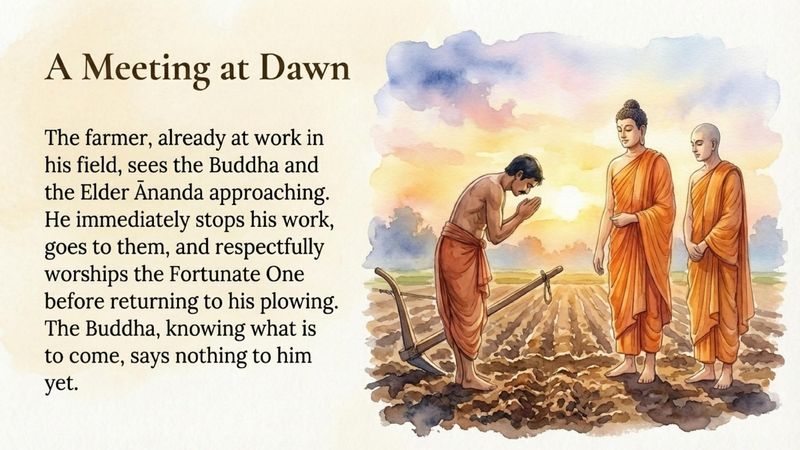 A Meeting at Dawn
The farmer, already at work in
his field, sees the Buddha and
the Elder Ānanda approaching.
He immediately stops his work,
goes to them, and respectfully
worships the Fortunate One
before returning to his plowing.
The Buddha, knowing what is
to come, says nothing to him
yet.